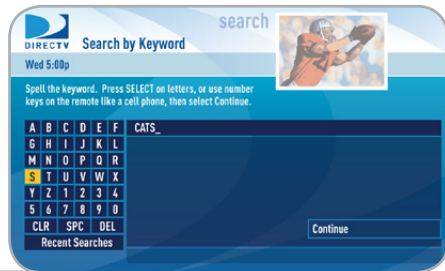 search
DIRECTV Search by Keyword
Wed 5:00p
Spell the keyword. Press SELECT on letters, or use number
keys on the remote like a cell phone, then select Continue.
A B C D E F CATS_
G H I J K L
M N O P Q R
S T U V W X
Y Z 1 2 3 4
5 6 7 8 9 0
CLR SPC DEL Continue
Recent Searches